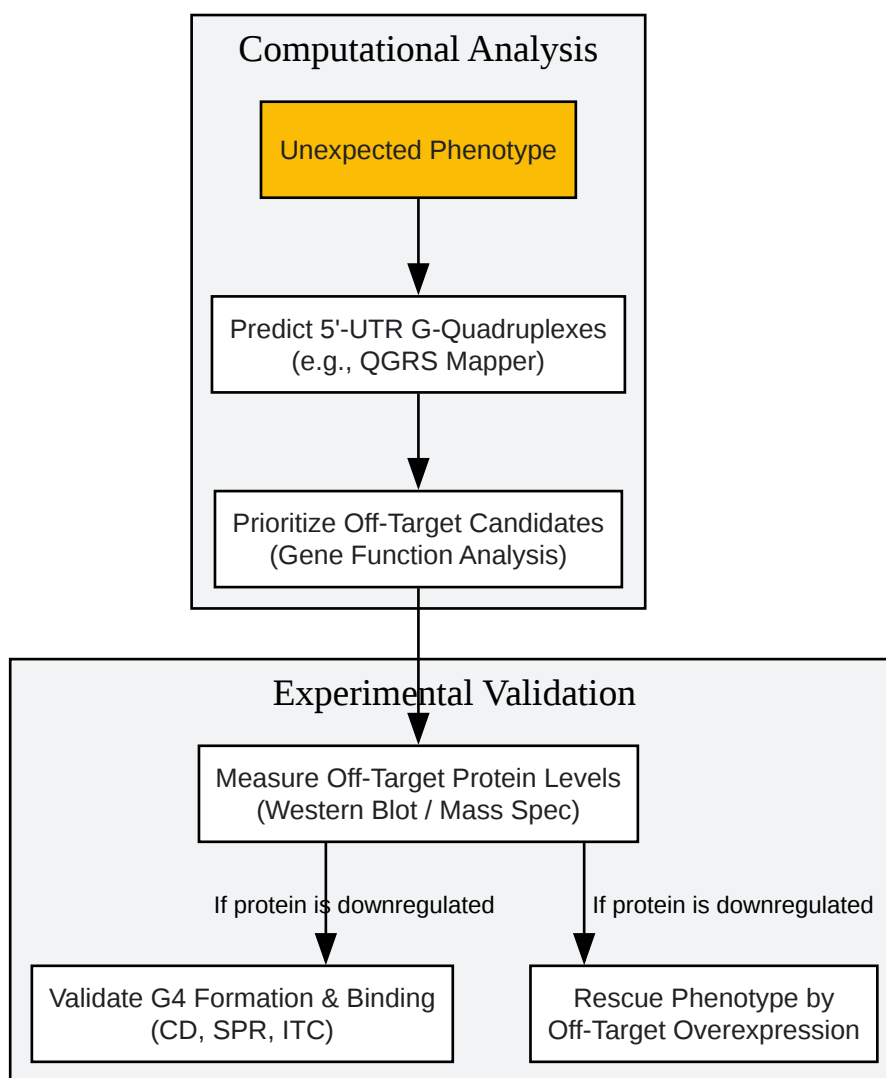 Computational Analysis
Unexpected Phenotype
Predict 5'-UTR G-Quadruplexes
(e.g., QGRS Mapper)
Prioritize Off-Target Candidates
(Gene Function Analysis)
Experimental Validation
Measure Off-Target Protein Levels
(Western Blot / Mass Spec)
If protein is downregulated
If protein is downregulated
Validate G4 Formation & Binding
(CD, SPR, ITC)
Rescue Phenotype by
Off-Target Overexpression